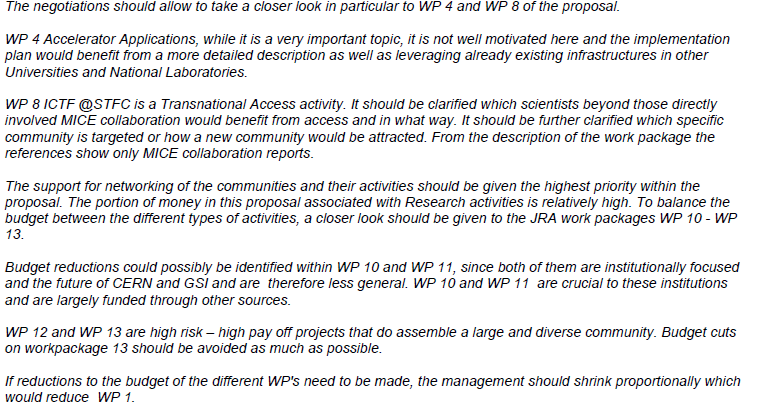 The negotiations should allow to take a closer look in particular to WP 4 and WP 8 of the proposal.
WP 4 Accelerator Applications, while it is a very important topic, it is not well motivated here and the implementation
plan would benefit from a more detailed description as well as leveraging already existing infrastructures in other
Universities and National Laboratories.
WP 8 ICTF @STFC is a Transnational Access activity. It should be clarified which scientists beyond those directly
involved MICE collaboration would benefit from access and in what way. It should be further clarified which specific
community is targeted or how a new community would be attracted. From the description of the work package the
references show only MICE collaboration reports.
The support for networking of the communities and their activities should be given the highest priority within the
proposal. The portion of money in this proposal associated with Research activities is relatively high. To balance the
budget between the different types of activities, a closer look should be given to the JRA work packages WP 10 - WP
13.
Budget reductions could possibly be identified within WP 10 and WP 11, since both of them are institutionally focused
and the future of CERN and GSI and are  therefore less general. WP 10 and WP 11  are crucial to these institutions
and are largely funded through other sources.
WP 12 and WP 13 are high risk – high pay off projects that do assemble a large and diverse community. Budget cuts
on workpackage 13 should be avoided as much as possible.
If reductions to the budget of the different WP's need to be made, the management should shrink proportionally which
would reduce  WP 1.